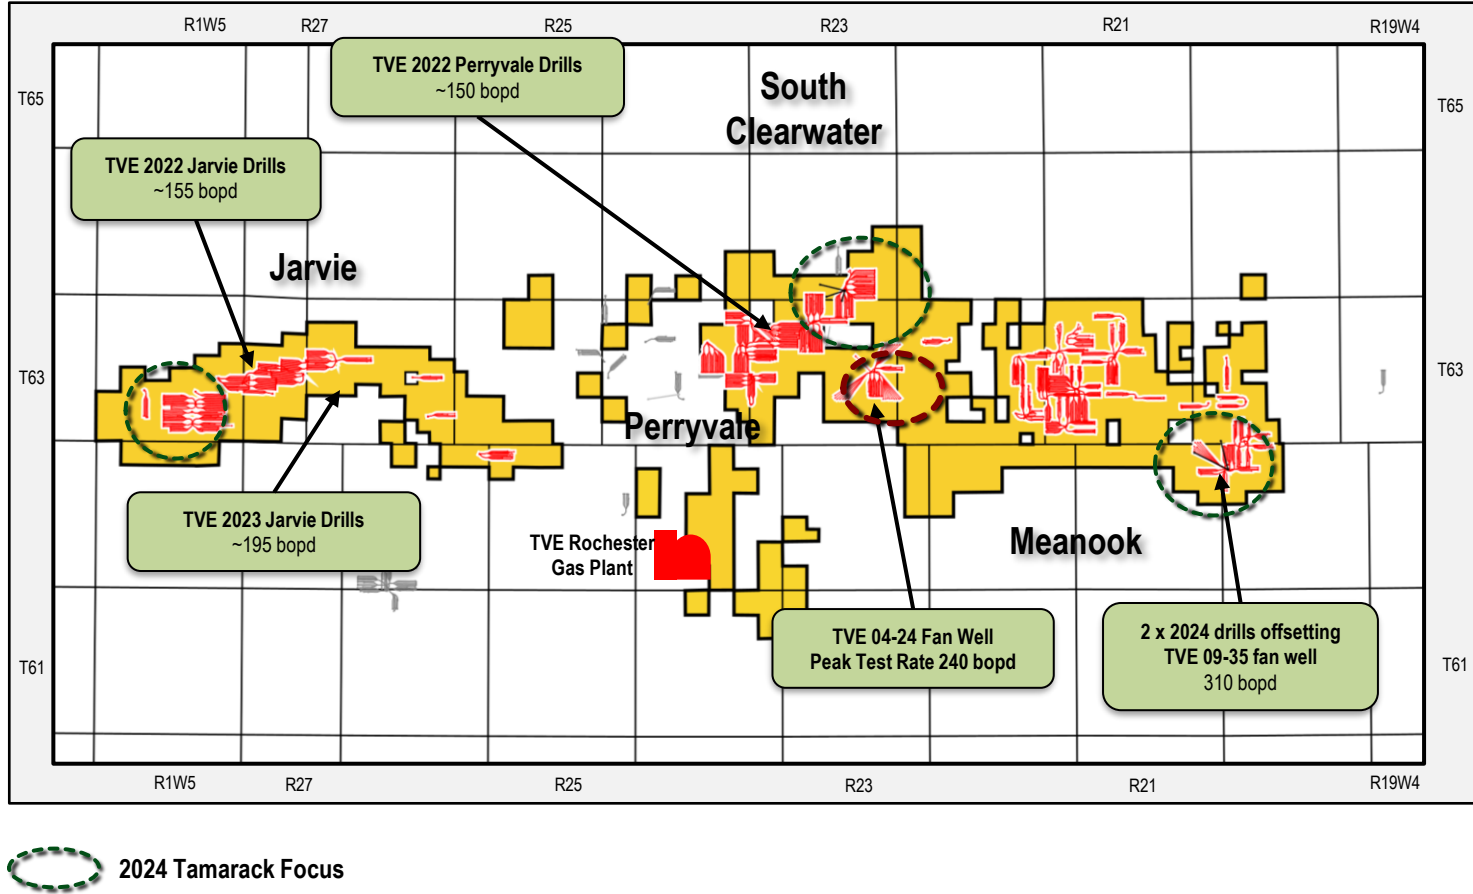 R1W5
R27
R25
R23
R21
R19W4
TVE 2022 Perryvale Drills
~150 bopd
South
Clearwater
T65
T65
TVE 2022 Jarvie Drills
~155 bopd
Jarvie
T63
T63
Perryvale
TVE 2023 Jarvie Drills
~195 bopd
TVE Rochester
Gas Plant
Meanook
TVE 04-24 Fan Well
Peak Test Rate 240 bopd
2 x 2024 drills offsetting
TVE 09-35 fan well
310 bopd
T61
T61
R1W5
R27
R25
R23
R21
R19W4
2024 Tamarack Focus